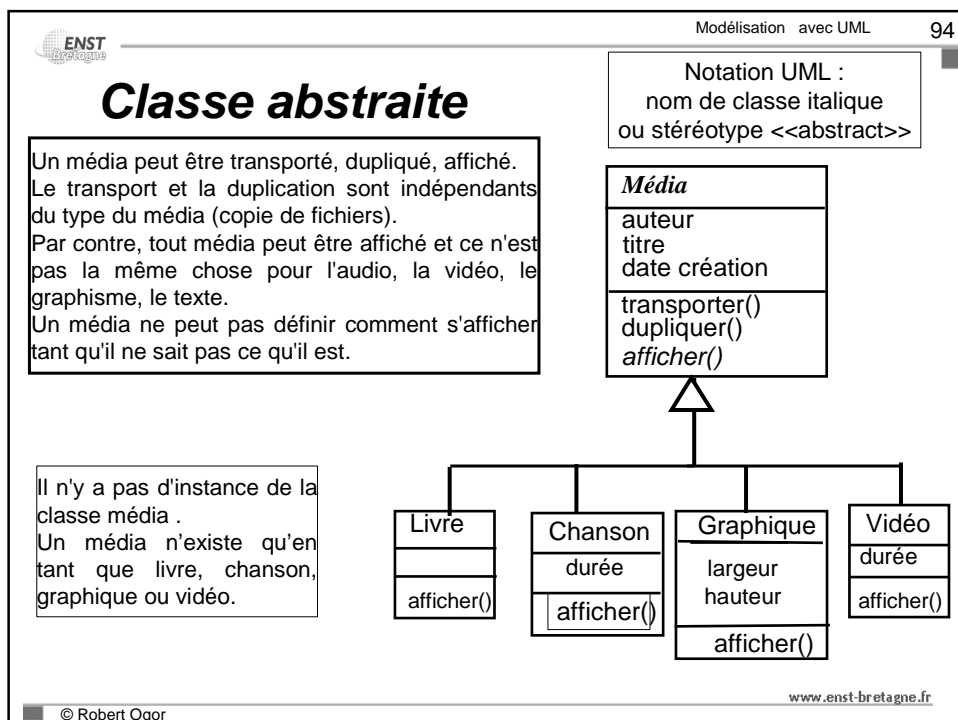 ENST
Bretagne
Modélisation avec UML
94
Classe abstraite
Notation UML :
nom de classe italique
ou stéréotype <<abstract>>
Un média peut être transporté, dupliqué, affiché.
Le transport et la duplication sont indépendants
du type du média (copie de fichiers).
Par contre, tout média peut être affiché et ce n'est
pas la même chose pour l'audio, la vidéo, le
graphisme, le texte.
Un média ne peut pas définir comment s'afficher
tant qu'il ne sait pas ce qu'il est.
Média
auteur
titre
date création
transporter()
dupliquer()
afficher()
Il n'y a pas d'instance de la
classe média .
Un média n’existe qu’en
tant que livre, chanson,
graphique ou vidéo.
Livre
afficher()
Chanson
durée
afficher()
Graphique
largeur
hauteur
afficher()
Vidéo
durée
afficher()
www.enst-bretagne.fr
© Robert Ogor